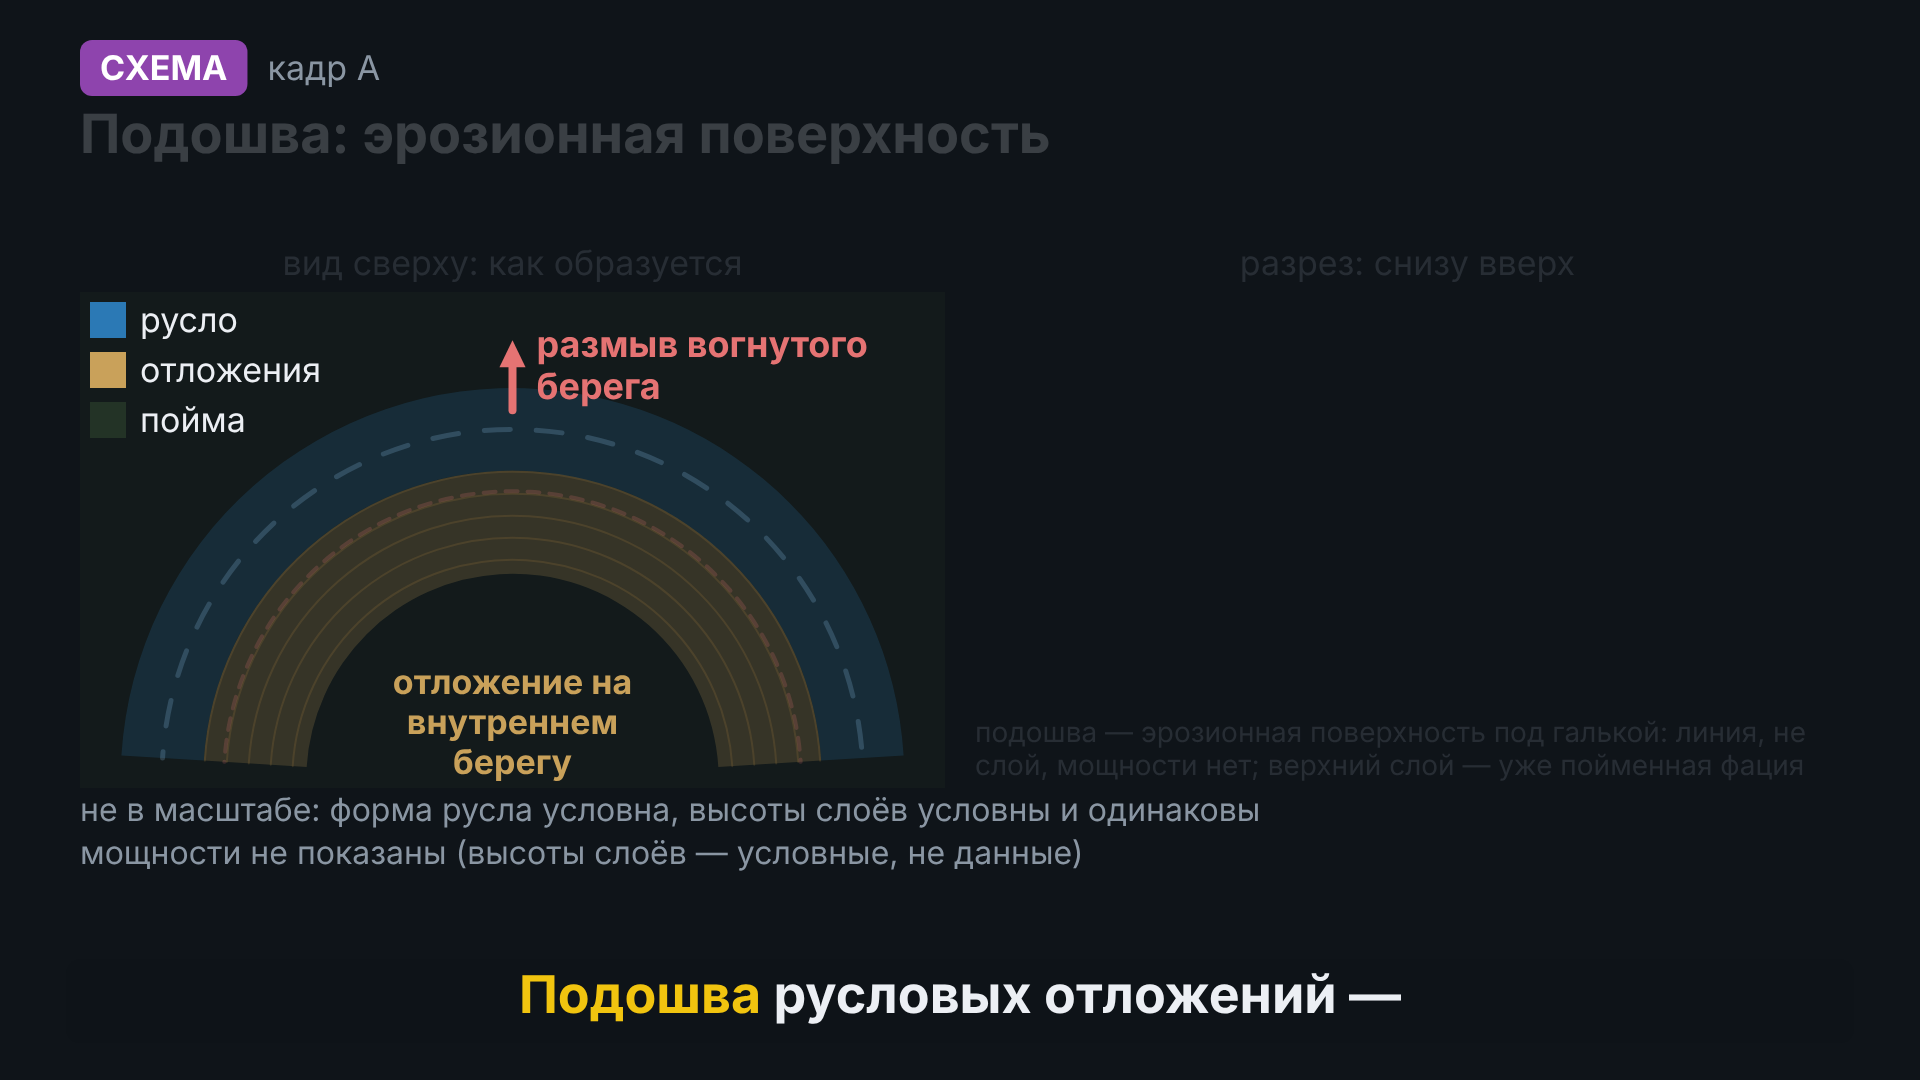 СХЕМА кадр А
Подошва: эрозионная поверхность
вид сверху: как образуется
разрез: снизу вверх
русло
отложения
пойма
размыв вогнутого
берега
отложение на
внутреннем
берегу
подошва — эрозионная поверхность под галькой: линия, не
слой, мощности нет; верхний слой — уже пойменная фация
не в масштабе: форма русла условна, высоты слоёв условны и одинаковы
мощности не показаны (высоты слоёв — условные, не данные)
Подошва русловых отложений —